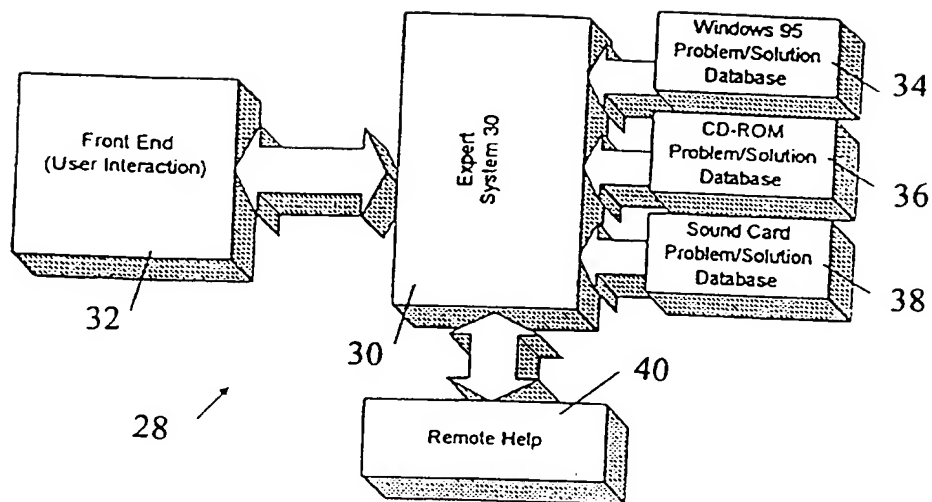 Windows 95
Problem/Solution
Database
34
Front End
(User Interaction)
32
Expert
System 30
30
CD-ROM
Problem/Solution
Database
36
Sound Card
Problem/Solution
Database
38
40
Remote Help
28